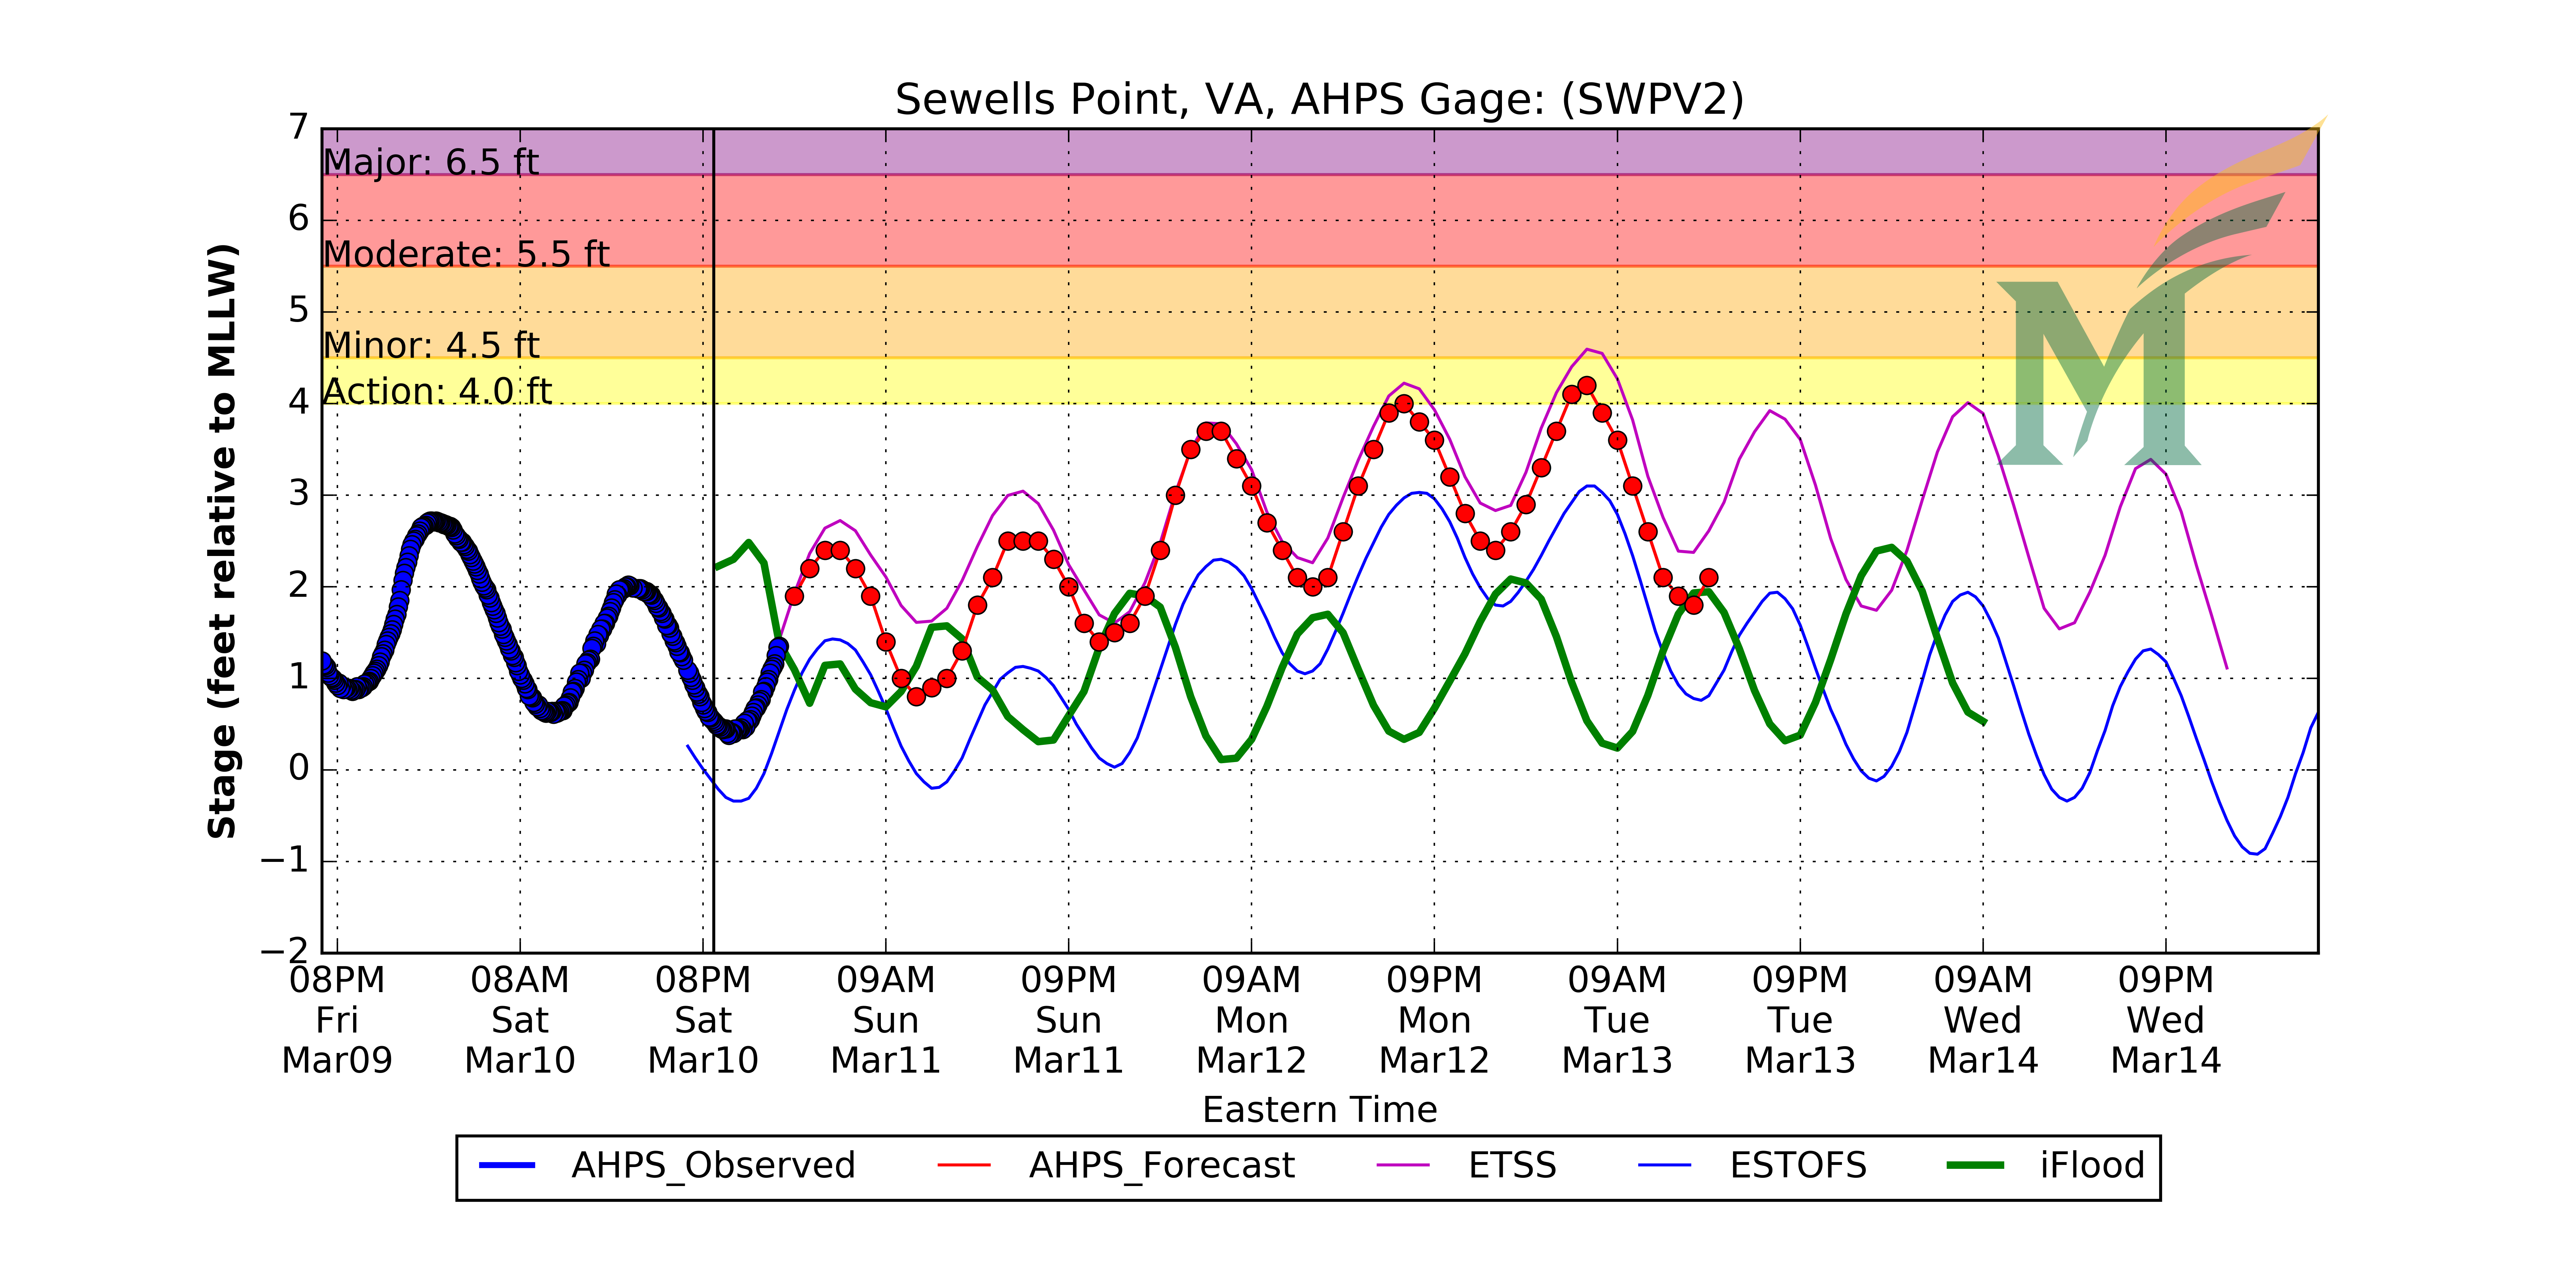 Sewells Point, VA, AHPS Gage: (SWPV2)
Stage (feet relative to MLLW)
7
6
5
4
3
2
1
0
−1
−2
Major: 6.5 ft
Moderate: 5.5 ft
Minor: 4.5 ft
Action: 4.0 ft
M
08PM 08AM 08PM 09AM 09PM 09AM 09PM 09AM 09PM 09AM 09PM
Fri Sat Sat Sun Sun Mon Mon Tue Tue Wed Wed
Mar09 Mar10 Mar10 Mar11 Mar11 Mar12 Mar12 Mar13 Mar13 Mar14 Mar14
Eastern Time
AHPS_Observed AHPS_Forecast ETSS ESTOFS iFlood